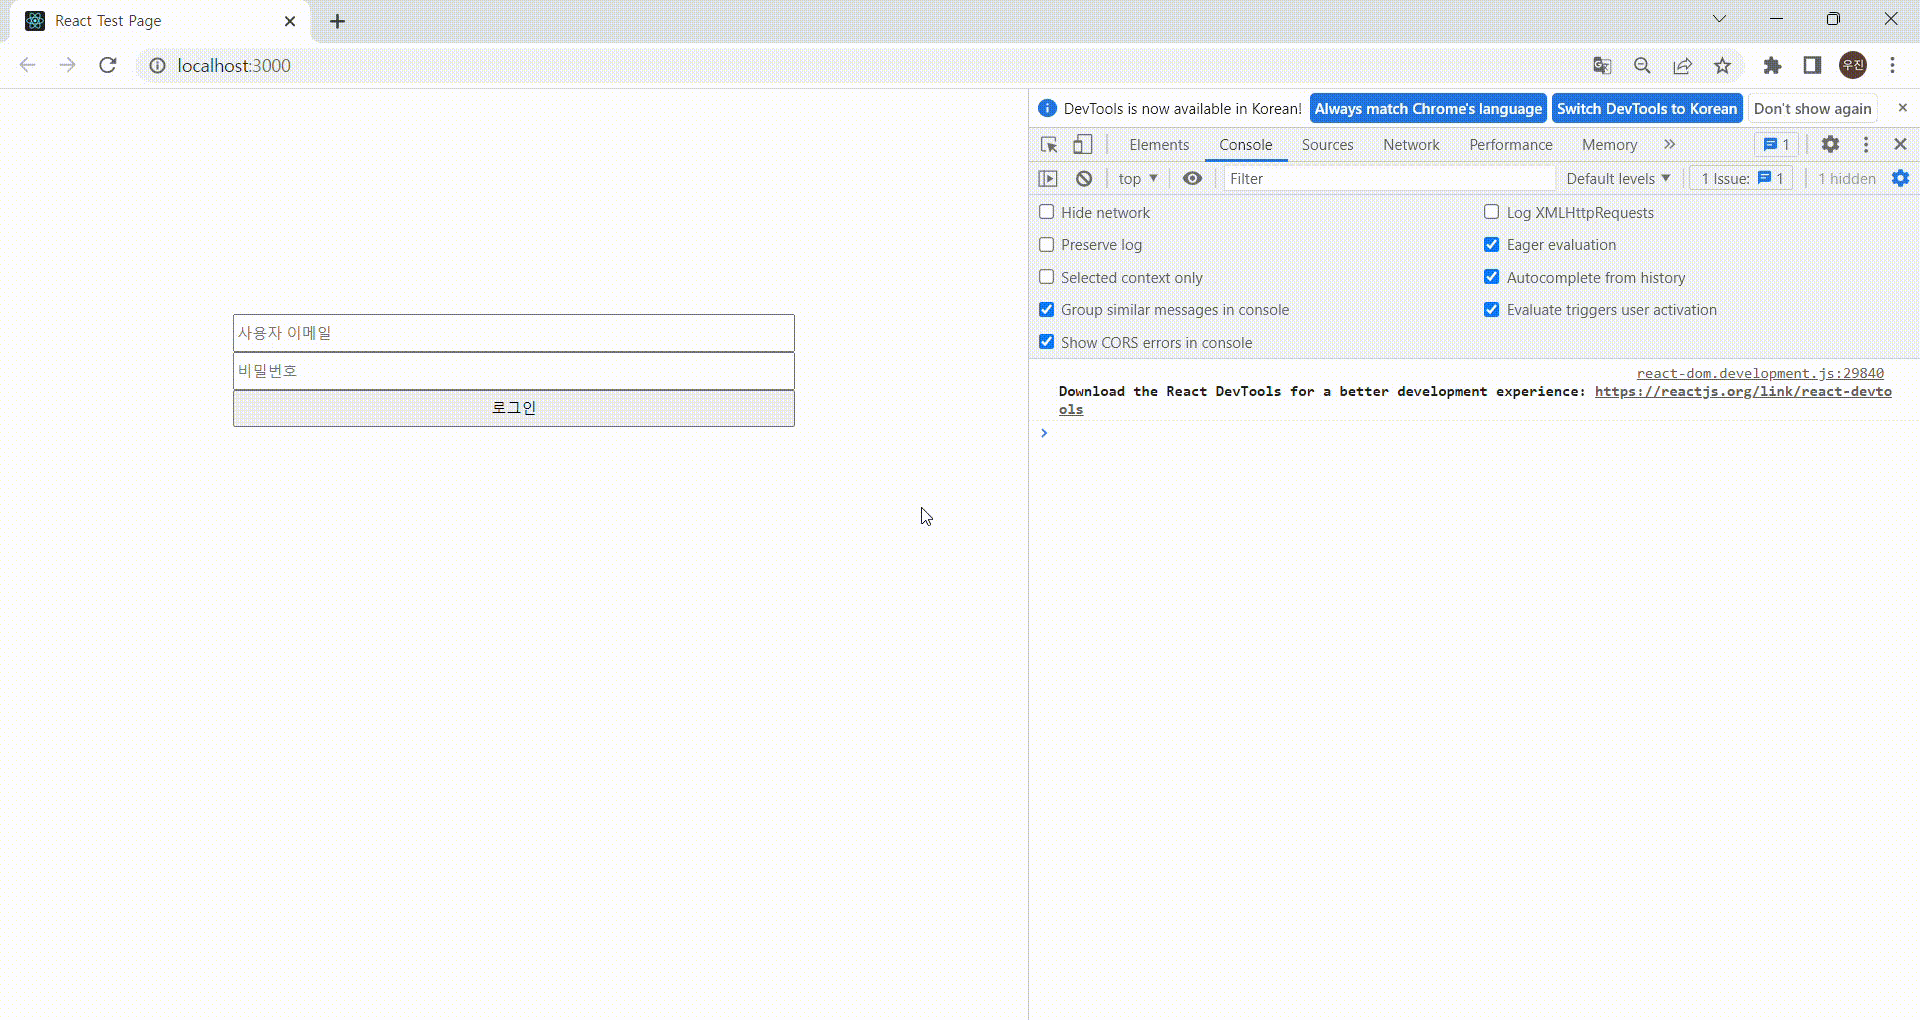 React Test Page
localhost:3000
우진
DevTools is now available in Korean! Always match Chrome's language Switch DevTools to Korean Don't show again
Elements Console Sources Network Performance Memory 1
top Filter Default levels 1 Issue: 1 1 hidden
Hide network Log XMLHttpRequests
Preserve log Eager evaluation
Selected context only Autocomplete from history
Group similar messages in console Evaluate triggers user activation
Show CORS errors in console
react-dom.development.js:29840
Download the React DevTools for a better development experience: https://reactjs.org/link/react-devto
ols
사용자 이메일
비밀번호
로그인